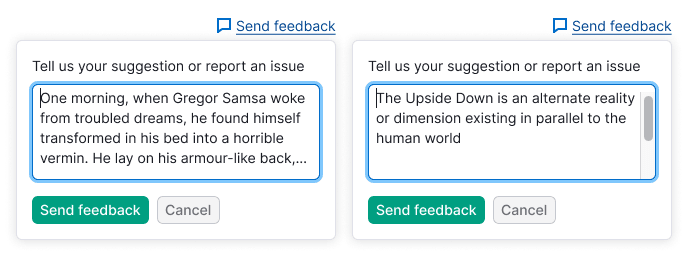 Send feedback
Tell us your suggestion or report an issue
One morning, when Gregor Samsa woke
from troubled dreams, he found himself
transformed in his bed into a horrible
vermin. He lay on his armour-like back,...
Send feedback
Cancel
Send feedback
Tell us your suggestion or report an issue
The Upside Down is an alternate reality
or dimension existing in parallel to the
human world
Send feedback
Cancel